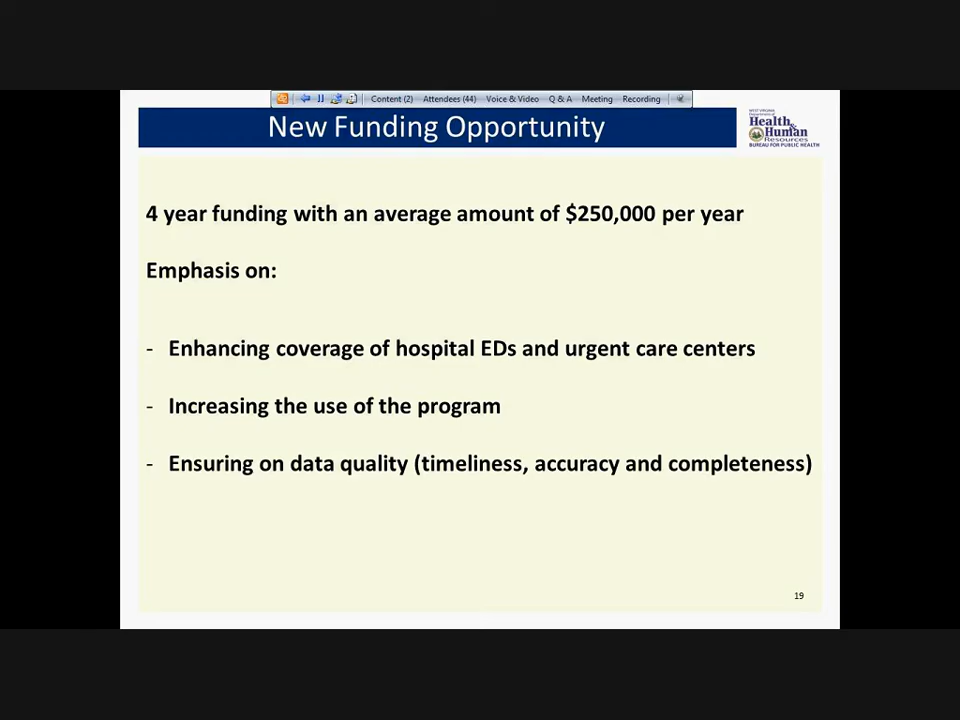 Content (2) Attendees (44) Voice & Video Q & A Meeting Recording
New Funding Opportunity
WEST VIRGINIA
Department of
Health &
Human
Resources
BUREAU FOR PUBLIC HEALTH
4 year funding with an average amount of $250,000 per year
Emphasis on:
- Enhancing coverage of hospital EDs and urgent care centers
- Increasing the use of the program
- Ensuring on data quality (timeliness, accuracy and completeness)
19